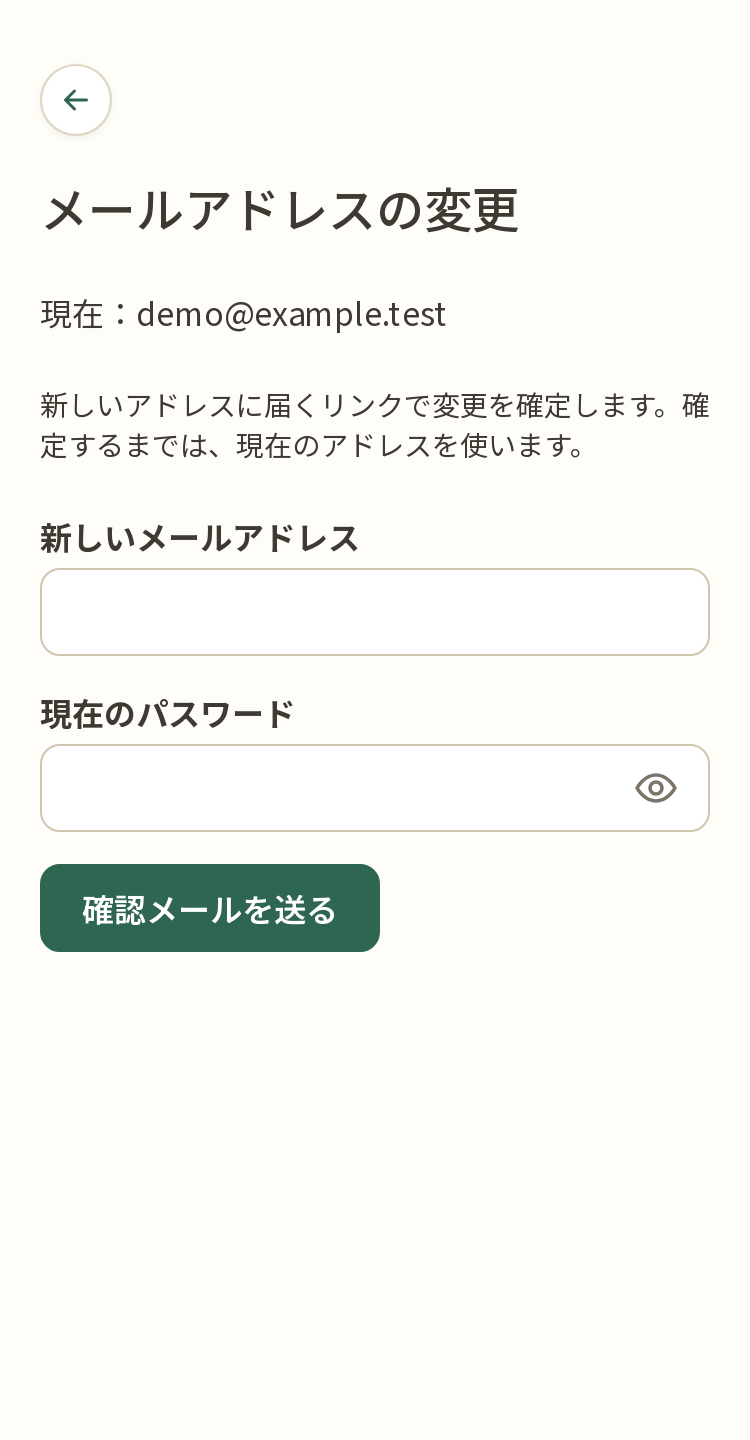 メールアドレスの変更
現在：demo@example.test
新しいアドレスに届くリンクで変更を確定します。確
定するまでは、現在のアドレスを使います。
新しいメールアドレス
現在のパスワード
確認メールを送る